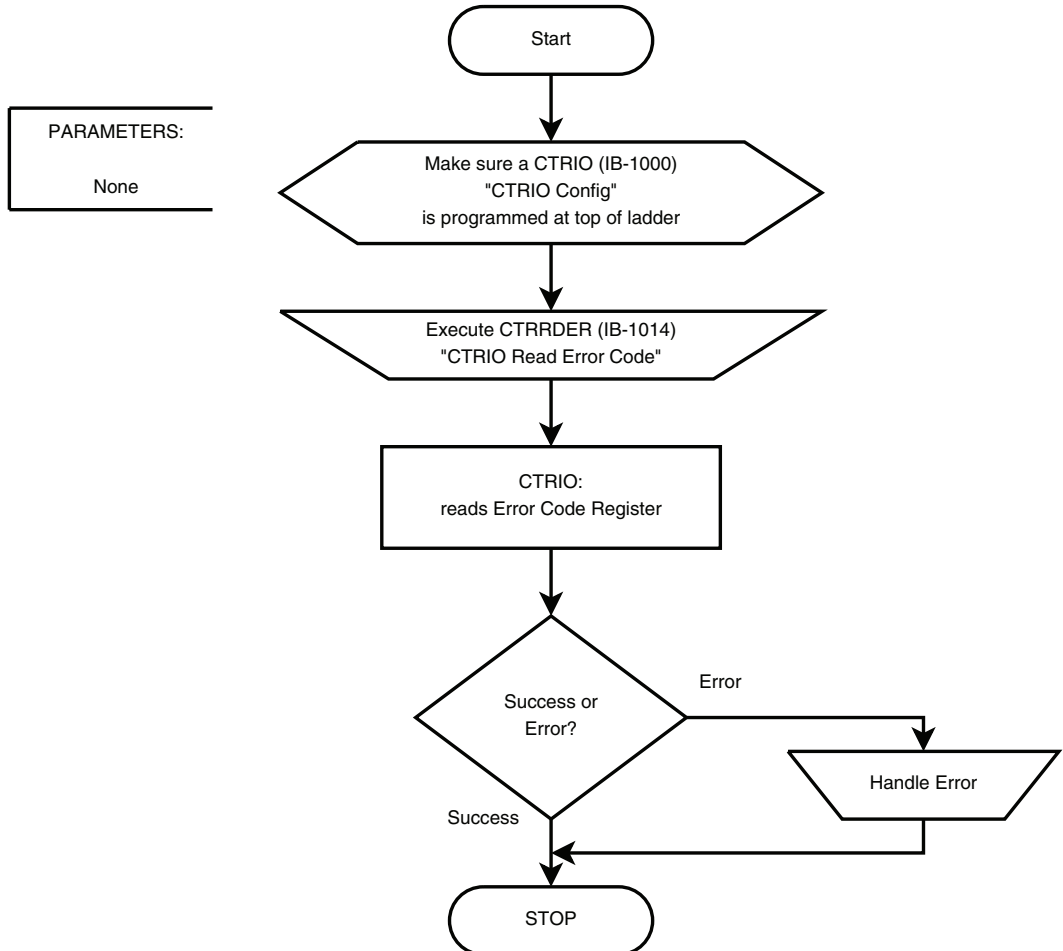 Start
PARAMETERS:
None
Make sure a CTRIO (IB-1000)
"CTRIO Config"
is programmed at top of ladder
Execute CTRRDER (IB-1014)
"CTRIO Read Error Code"
CTRIO:
reads Error Code Register
Success or
Error?
Error
Handle Error
Success
STOP